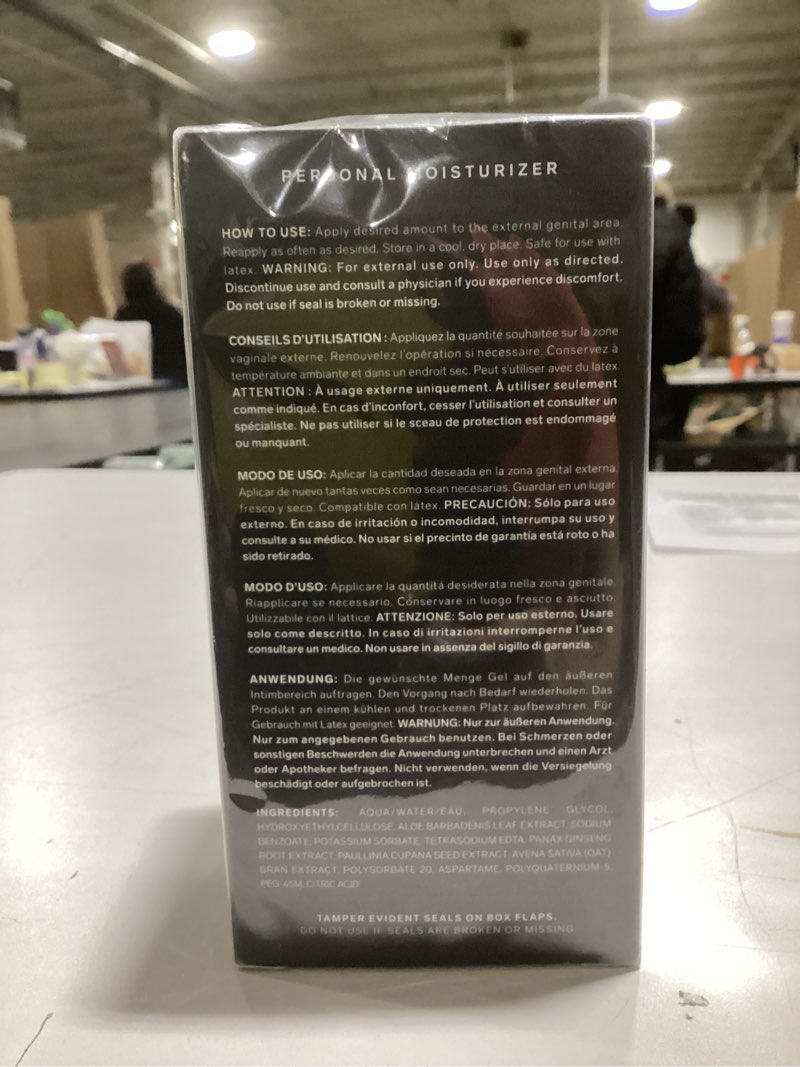 PERSONAL MOISTURIZER
HOW TO USE: Apply desired amount to the external genital area.
Reapply as often as desired. Store in a cool, dry place. Safe for use with
latex. WARNING: For external use only. Use only as directed.
Discontinue use and consult a physician if you experience discomfort.
Do not use if seal is broken or missing.
CONSEILS D'UTILISATION : Appliquez la quantité souhaitée sur la zone
vaginale externe. Renouvelez l'opération si nécessaire. Conservez à
température ambiante et dans un endroit sec. Peut s'utiliser avec du latex.
ATTENTION : À usage externe uniquement. À utiliser seulement
comme indiqué. En cas d'inconfort, cesser l'utilisation et consulter un
spécialiste. Ne pas utiliser si le sceau de protection est endommagé
ou manquant.
MODO DE USO: Aplicar la cantidad deseada en la zona genital externa.
Aplicar de nuevo tantas veces como sean necesarias. Guardar en un lugar
fresco y seco. Compatible con látex. PRECAUCIÓN: Sólo para uso
externo. En caso de irritación o incomodidad, interrumpa su uso y
consulte a su médico. No usar si el precinto de garantía está roto o ha
sido retirado.
MODO D'USO: Applicare la quantitá desiderata nella zona genitale.
Riapplicare se necessario. Conservare in luogo fresco e asciutto.
Utilizzabile con il lattice. ATTENZIONE: Solo per uso esterno. Usare
solo come descritto. In caso di irritazioni interromperne l'uso e
consultare un medico. Non usare in assenza del sigillo di garanzia.
ANWENDUNG: Die gewünschte Menge Gel auf den äußeren
Intimbereich auftragen. Den Vorgang nach Bedarf wiederholen. Das
Produkt an einem kühlen und trockenen Platz aufbewahren. Für
Gebrauch mit Latex geeignet. WARNUNG: Nur zur äußeren Anwendung.
Nur zum angegebenen Gebrauch benutzen. Bei Schmerzen oder
sonstigen Beschwerden die Anwendung unterbrechen und einen Arzt
oder Apotheker befragen. Nicht verwenden, wenn die Versiegelung
beschädigt oder aufgebrochen ist.
INGREDIENTS: AQUA/WATER/EAU, PROPYLENE GLYCOL,
HYDROXYETHYLCELLULOSE, ALOE BARBADENIS LEAF EXTRACT, SODIUM
BENZOATE, POTASSIUM SORBATE, TETRASODIUM EDTA, PANAX GINSENG
ROOT EXTRACT, PAULLINIA CUPANA SEED EXTRACT, AVENA SATIVA (OAT)
BRAN EXTRACT, POLYSORBATE 20, ASPARTAME, POLYQUATERNIUM-5,
PEG-45M, CITRIC ACID
TAMPER EVIDENT SEALS ON BOX FLAPS.
DO NOT USE IF SEALS ARE BROKEN OR MISSING.